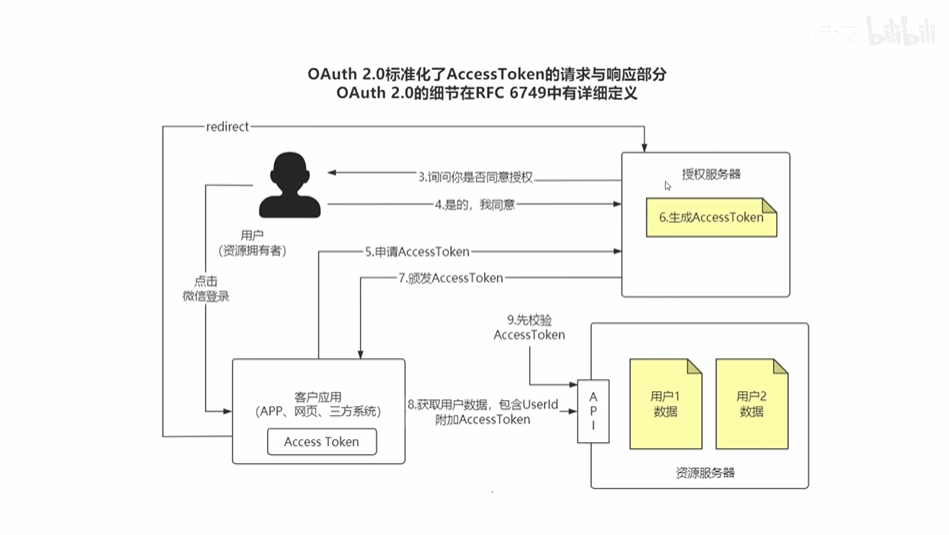 bilibili
OAuth 2.0标准化了AccessToken的请求与响应部分
OAuth 2.0的细节在RFC 6749中有详细定义
redirect
3.询问你是否同意授权
授权服务器
4.是的，我同意
6.生成AccessToken
用户
（资源拥有者）
5.申请AccessToken
点击
微信登录
7.颁发AccessToken
9.先校验
AccessToken
客户应用
（APP、网页、三方系统）
Access Token
8.获取用户数据，包含UserId
附加AccessToken
A
P
I
用户1
数据
用户2
数据
资源服务器